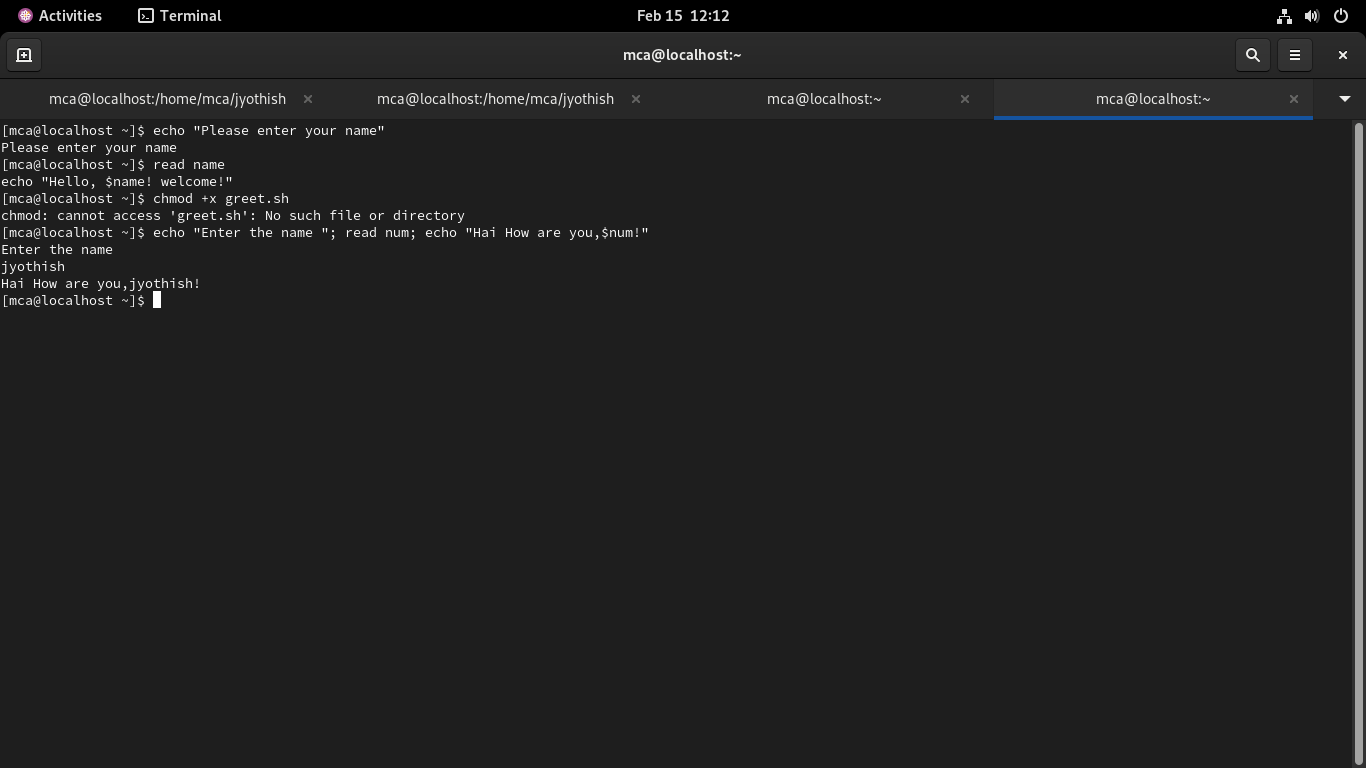 Activities
Terminal
Feb 15 12:12
mca@localhost:~
mca@localhost:/home/mca/jyothish
mca@localhost:/home/mca/jyothish
mca@localhost:~
mca@localhost:~
[mca@localhost ~]$ echo "Please enter your name"
Please enter your name
[mca@localhost ~]$ read name
echo "Hello, $name! welcome!"
[mca@localhost ~]$ chmod +x greet.sh
chmod: cannot access 'greet.sh': No such file or directory
[mca@localhost ~]$ echo "Enter the name "; read num; echo "Hai How are you,$num!"
Enter the name
jyothish
Hai How are you,jyothish!
[mca@localhost ~]$